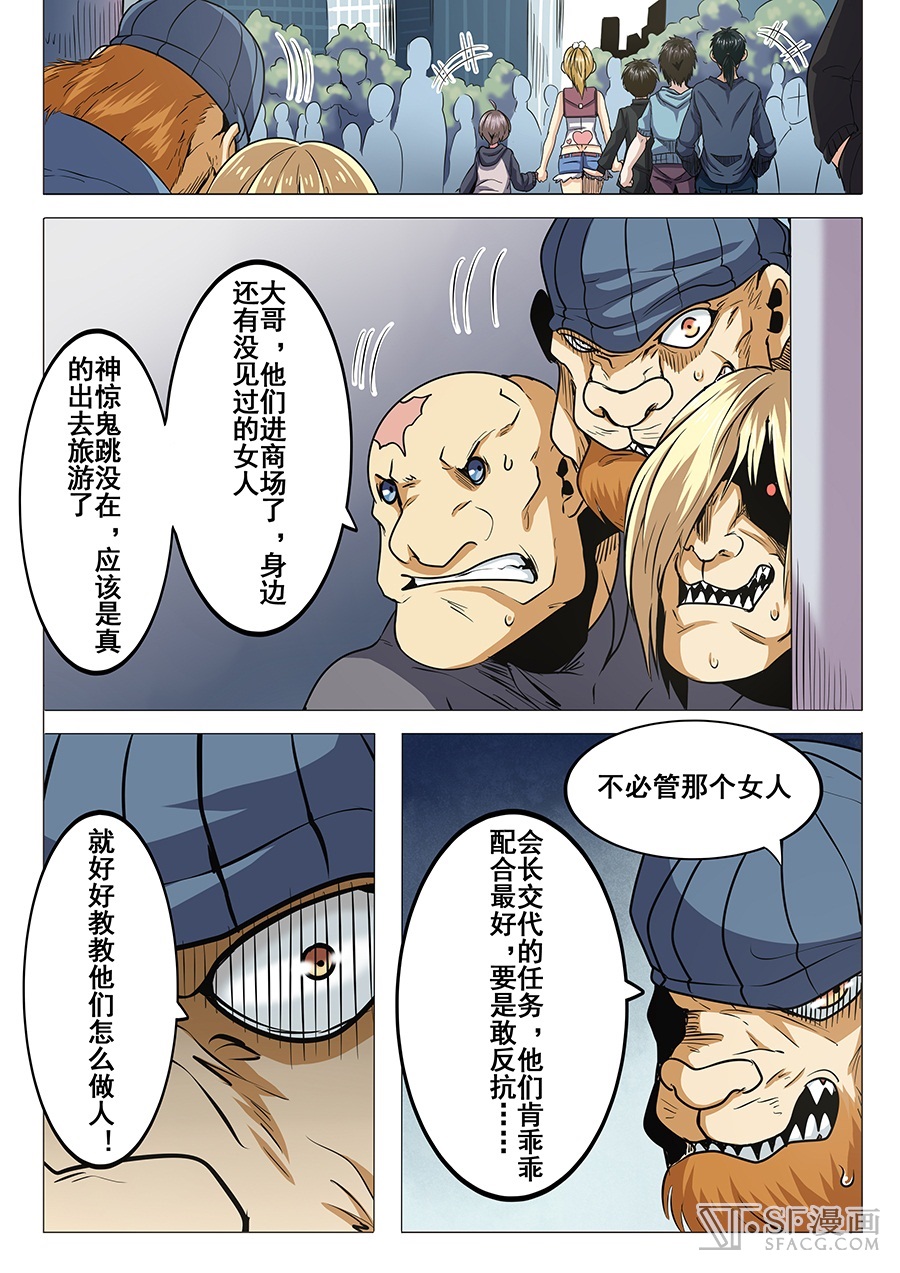 大哥，他们进商场了，身边
还有没见过的女人
神惊鬼跳没在，应该是真
的出去旅游了
不必管那个女人
会长交代的任务，他们肯乖乖
配合最好，要是敢反抗……
就好好教教他们怎么做人！
SF漫画
SFACG.COM